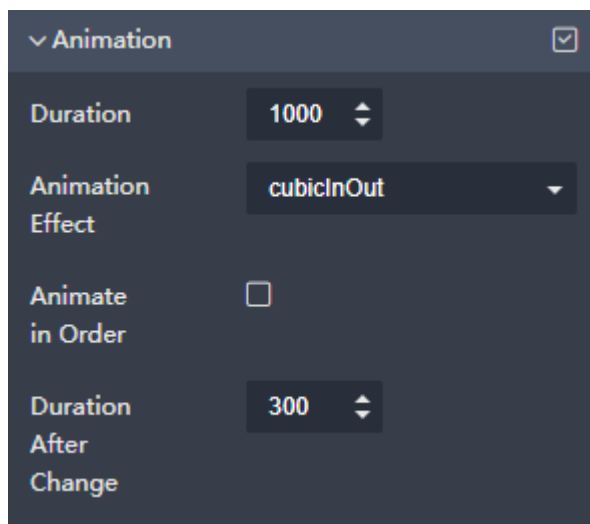 Animation
Duration 1000
Animation cubicInOut
Effect
Animate
in Order
Duration 300
After
Change